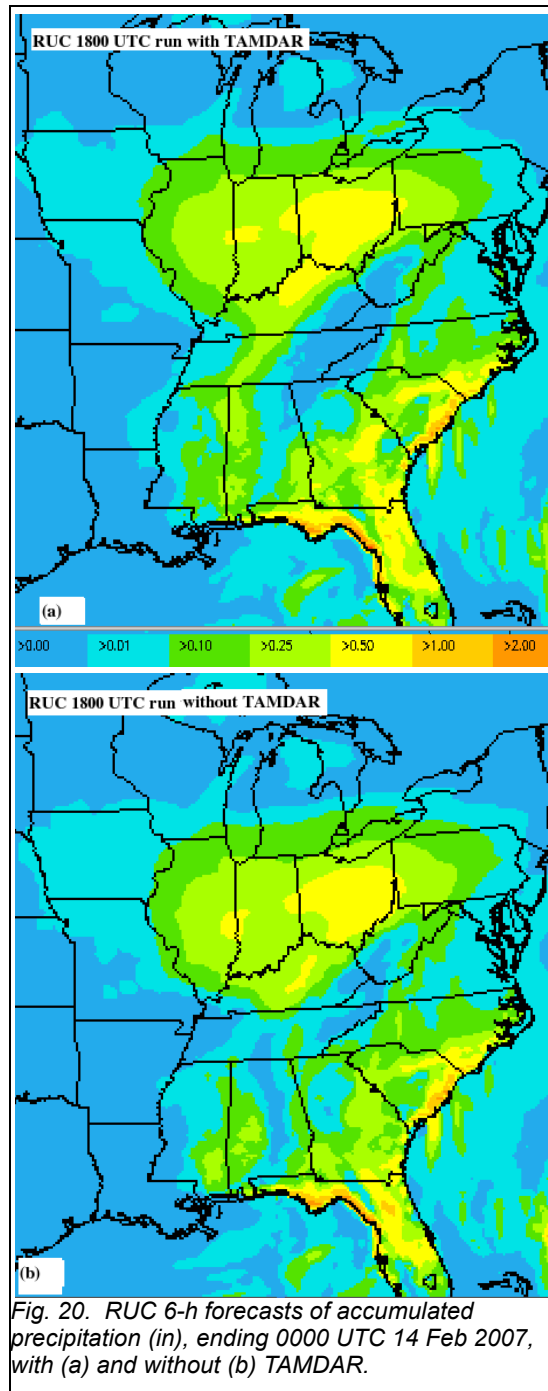 RUC 1800 UTC run with TAMDAR
(a)
>0.00 >0.01 >0.10 >0.25 >0.50 >1.00 >2.00
RUC 1800 UTC run without TAMDAR
(b)
Fig. 20. RUC 6-h forecasts of accumulated
precipitation (in), ending 0000 UTC 14 Feb 2007,
with (a) and without (b) TAMDAR.